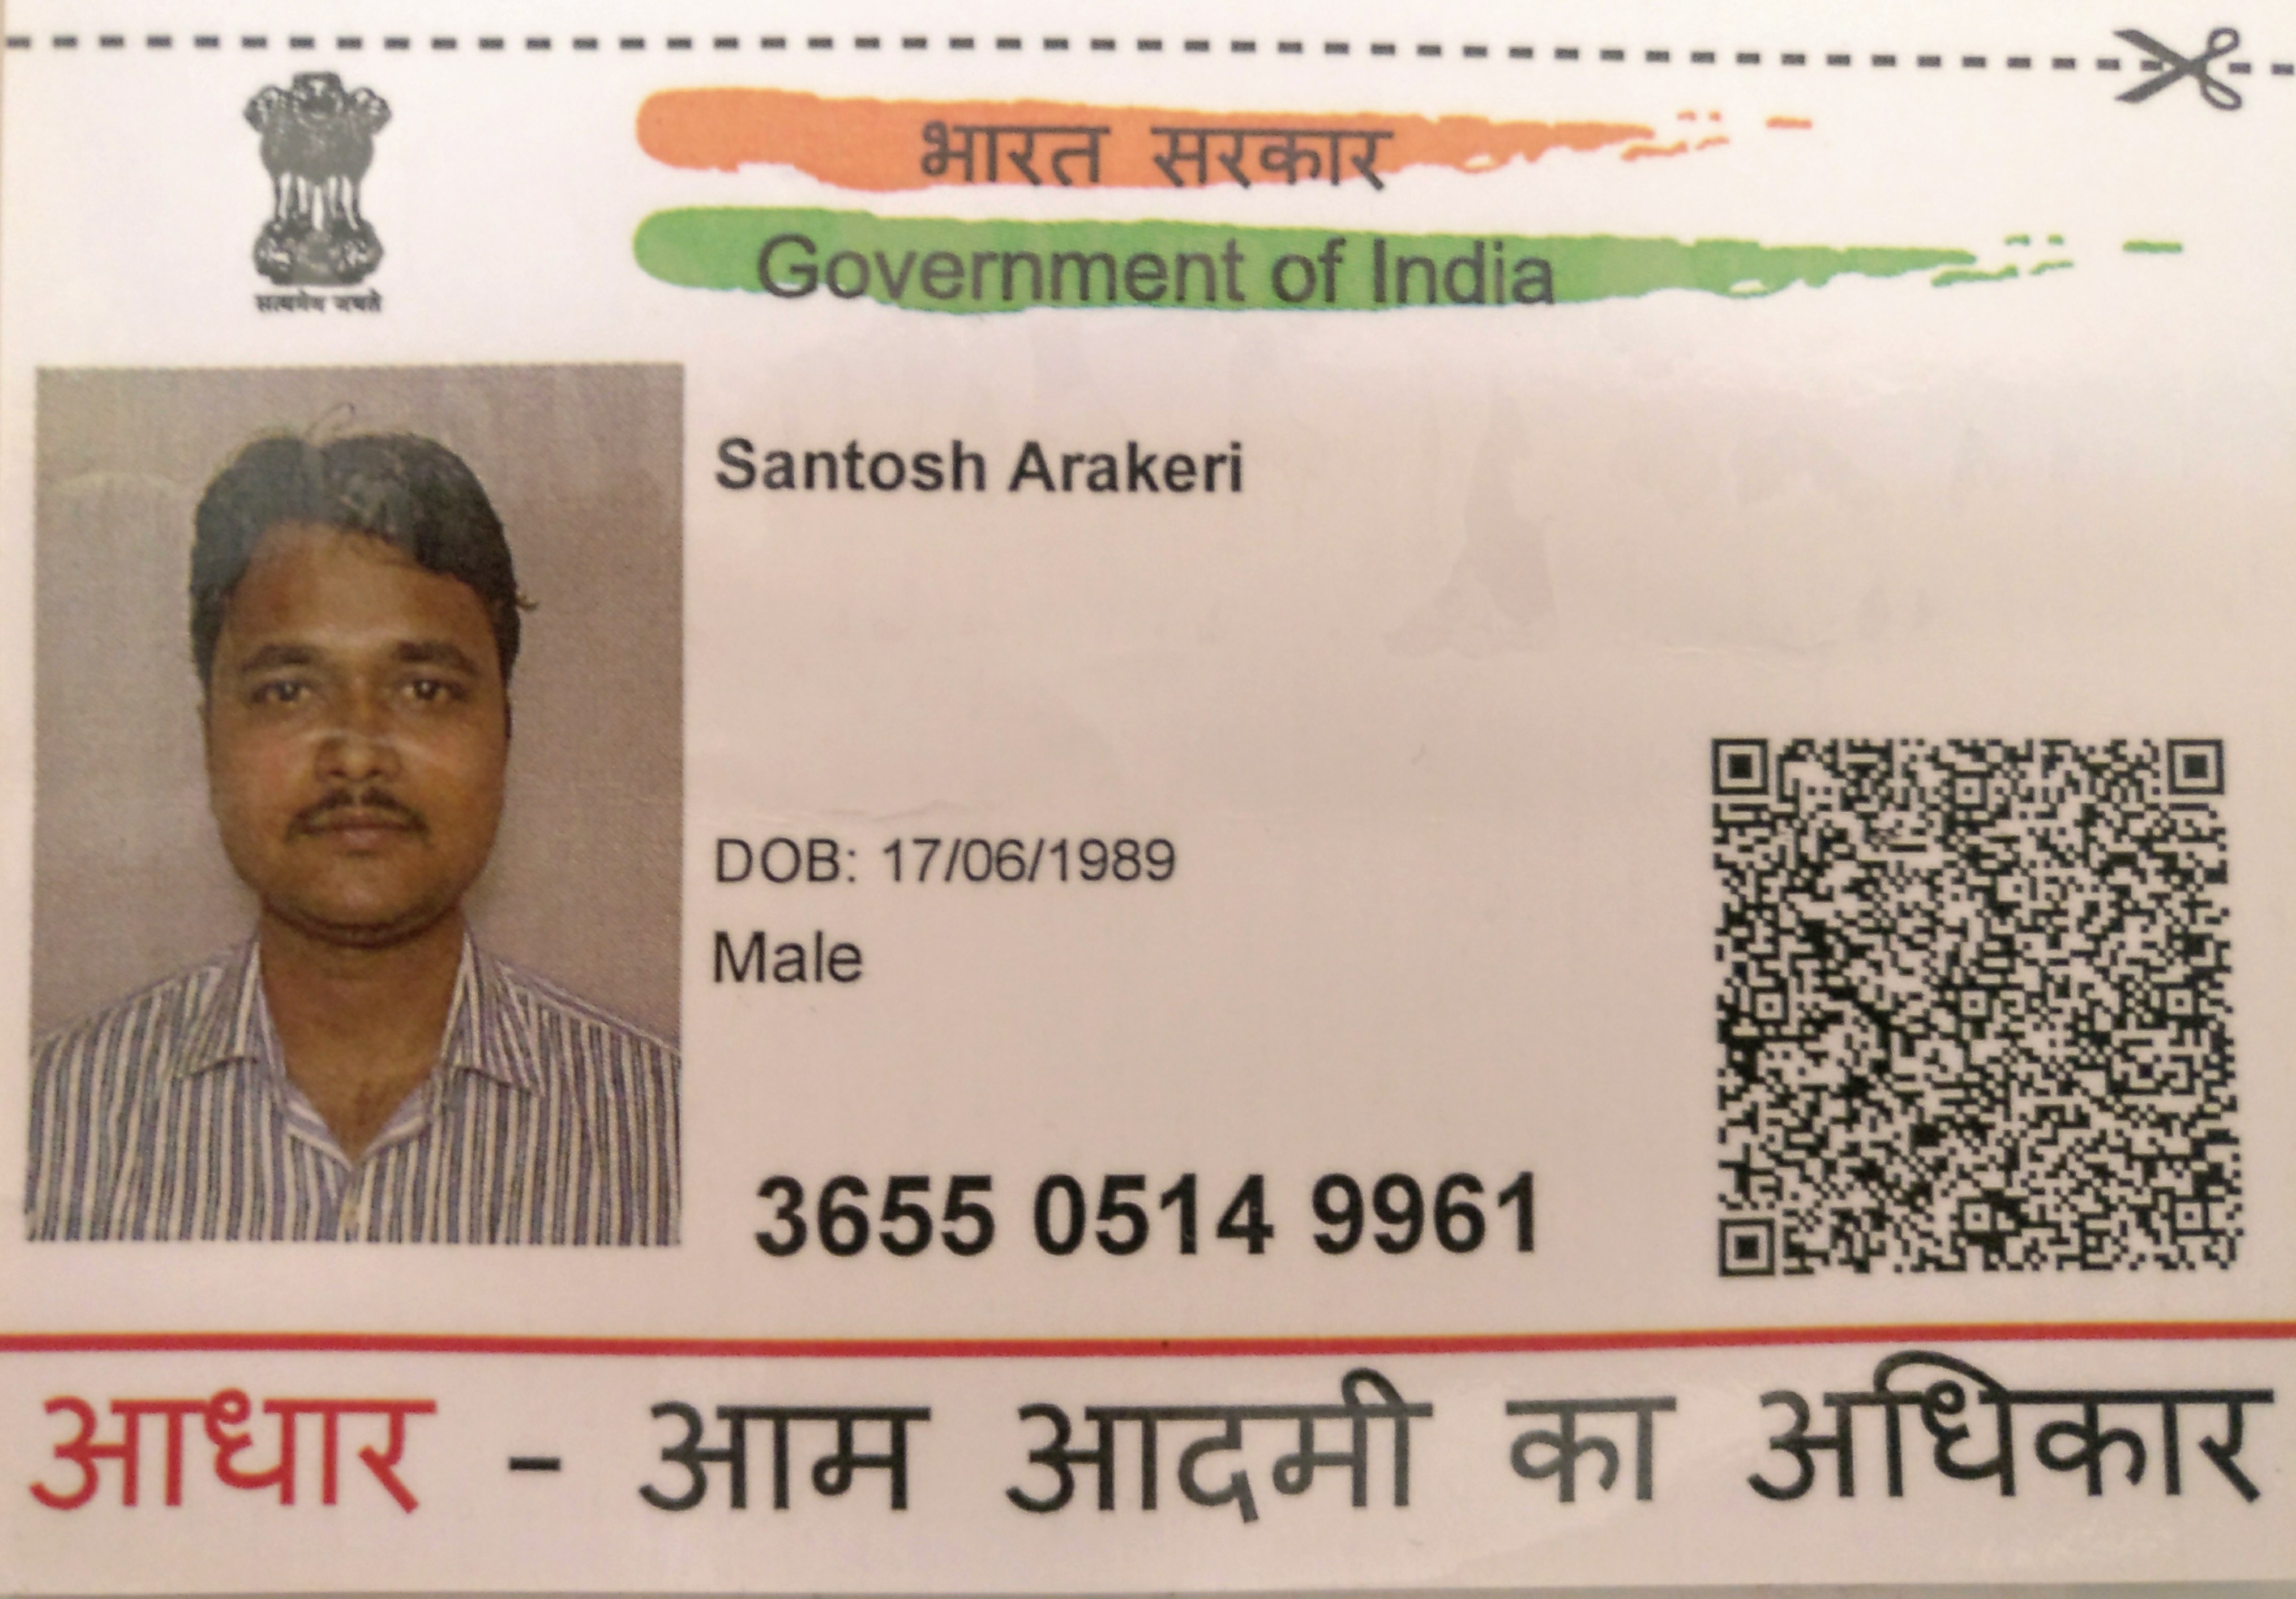 भारत सरकार
Government of India
सत्यमेव जयते
Santosh Arakeri
DOB: 17/06/1989
Male
3655 0514 9961
आधार - आम आदमी का अधिकार